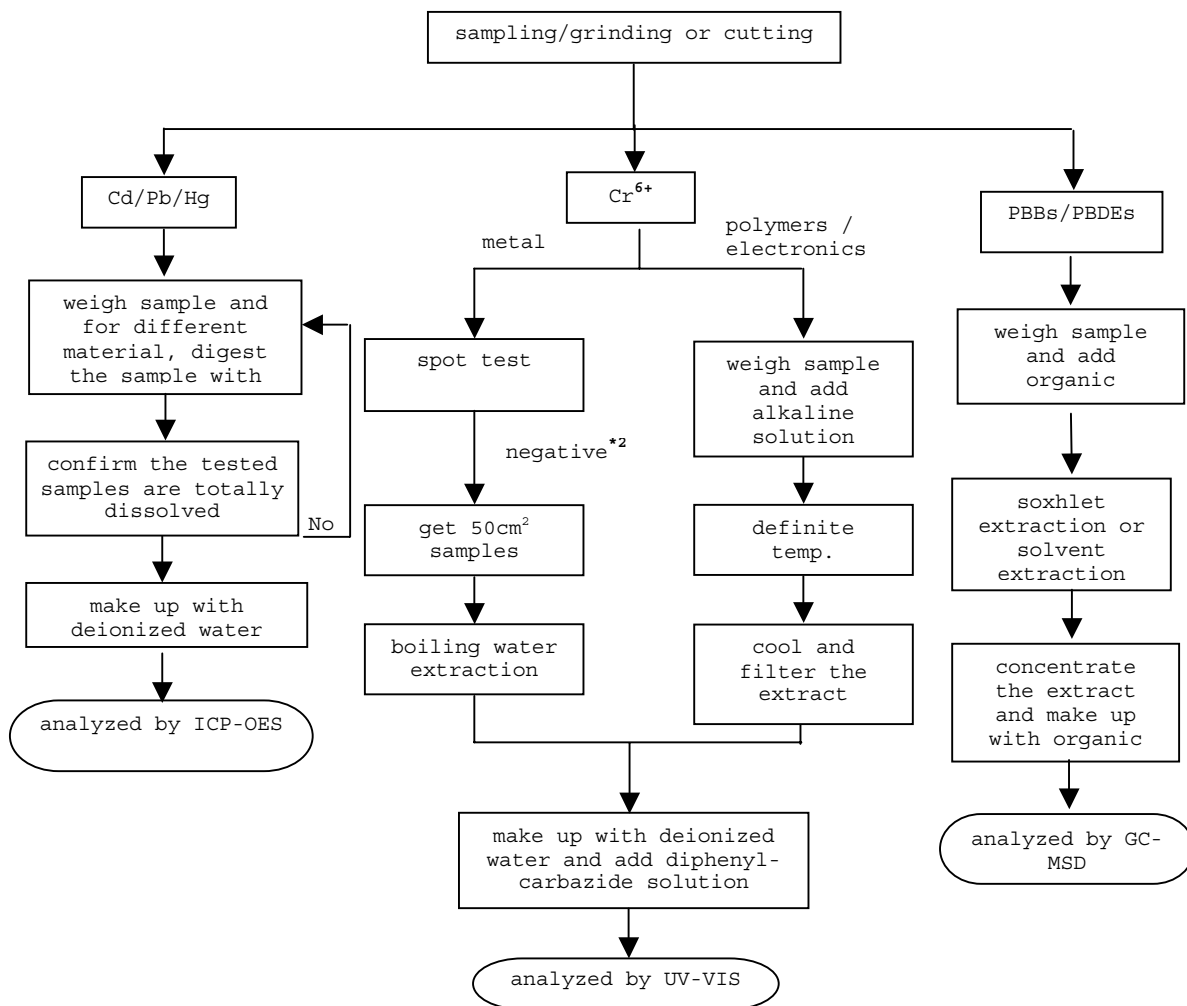 sampling/grinding or cutting
Cd/Pb/Hg
Cr6+
PBBs/PBDEs
metal
polymers /
electronics
weigh sample and
for different
material, digest
the sample with
spot test
weigh sample
and add
alkaline
solution
weigh sample
and add
organic
negative*2
confirm the tested
samples are totally
dissolved
No
get 50cm2
samples
definite
temp.
soxhlet
extraction or
solvent
extraction
make up with
deionized water
boiling water
extraction
cool and
filter the
extract
concentrate
the extract
and make up
with organic
analyzed by ICP-OES
make up with deionized
water and add diphenyl-
carbazide solution
analyzed by GC-
MSD
analyzed by UV-VIS